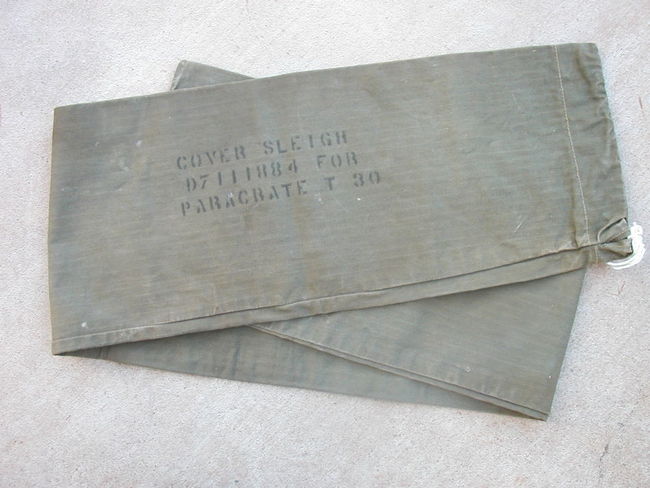 COVER SLEIGH
D7111884 FOR
PARACRATE T 30